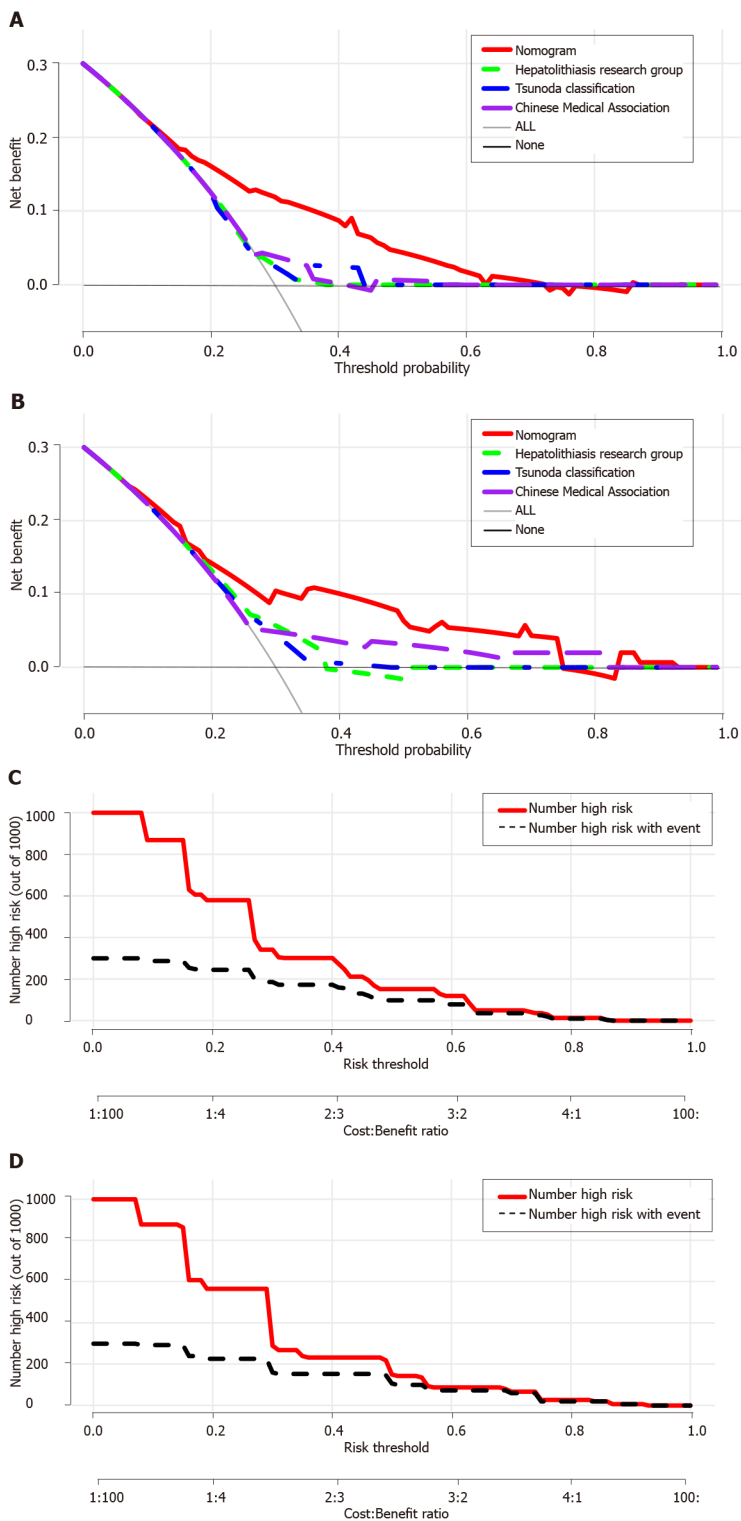 A
Net benefit
0.3
0.2
0.1
0.0
Nomogram
Hepatolithiasis research group
Tsunoda classification
Chinese Medical Association
ALL
None
0.0 0.2 0.4 0.6 0.8 1.0
Threshold probability
B
Net benefit
0.3
0.2
0.1
0.0
Nomogram
Hepatolithiasis research group
Tsunoda classification
Chinese Medical Association
ALL
None
0.0 0.2 0.4 0.6 0.8 1.0
Threshold probability
C
Number high risk (out of 1000)
1000
800
600
400
200
0
Number high risk
Number high risk with event
0.0 0.2 0.4 0.6 0.8 1.0
Risk threshold
1:100 1:4 2:3 3:2 4:1 100:
Cost:Benefit ratio
D
Number high risk (out of 1000)
1000
800
600
400
200
0
Number high risk
Number high risk with event
0.0 0.2 0.4 0.6 0.8 1.0
Risk threshold
1:100 1:4 2:3 3:2 4:1 100:
Cost:Benefit ratio